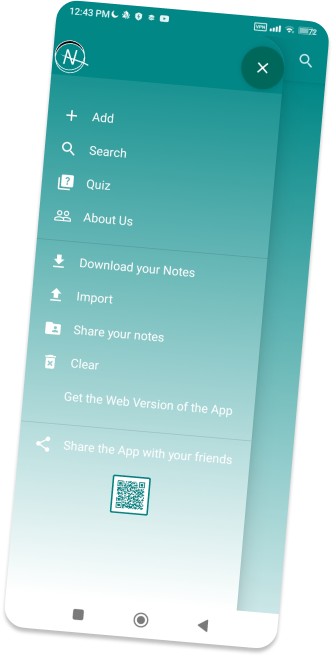 12:43 PM
VPN
72
N
Add
Search
Quiz
About Us
Download your Notes
Import
Share your notes
Clear
Get the Web Version of the App
Share the App with your friends